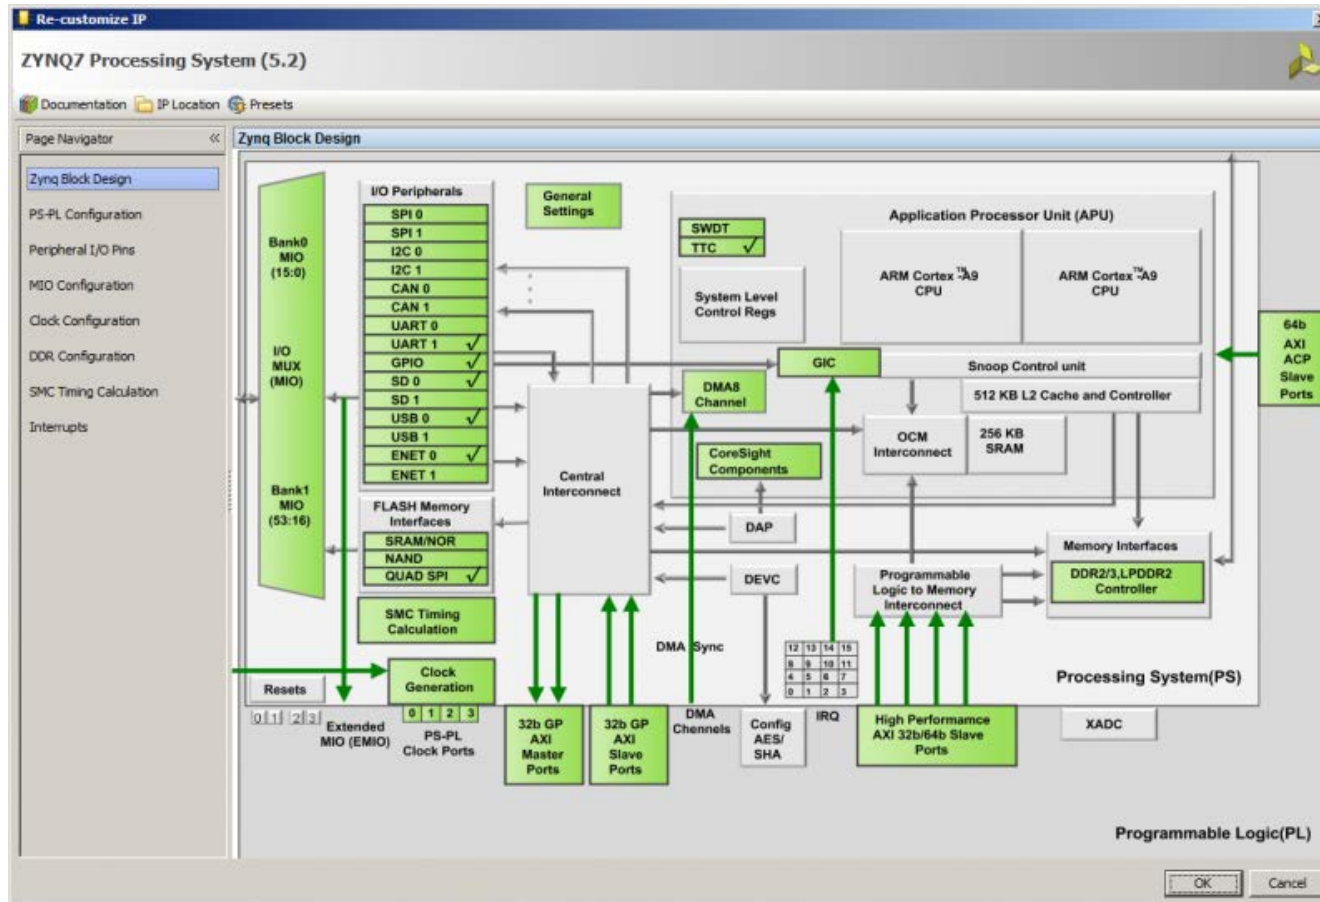 Re-customize IP
ZYNQ7 Processing System (5.2)
Documentation IP Location Presets
Page Navigator
Zynq Block Design
PS-PL Configuration
Peripheral I/O Pins
MIO Configuration
Clock Configuration
DDR Configuration
SMC Timing Calculation
Interrupts
Zynq Block Design
Bank0
MIO
(15:0)
I/O
MUX
(MIO)
Bank1
MIO
(53:16)
I/O Peripherals
SPI 0
SPI 1
I2C 0
I2C 1
CAN 0
CAN 1
UART 0
UART 1
GPIO
SD 0
SD 1
USB 0
USB 1
ENET 0
ENET 1
FLASH Memory
Interfaces
SRAM/NOR
NAND
QUAD SPI
SMC Timing
Calculation
General
Settings
Application Processor Unit (APU)
SWDT
TTC
System Level
Control Regs
ARM Cortex™-A9
CPU
ARM Cortex™-A9
CPU
GIC
Snoop Control unit
512 KB L2 Cache and Controller
DMA8
Channel
OCM
Interconnect
256 KB
SRAM
CoreSight
Components
Central
Interconnect
DAP
DEVC
Programmable
Logic to Memory
Interconnect
Memory Interfaces
DDR2/3,LPDDR2
Controller
64b
AXI
ACP
Slave
Ports
DMA Sync
12 13 14 15
8 9 10 11
4 5 6 7
0 1 2 3
Processing System(PS)
Resets
0 1 2 3
Clock
Generation
0 1 2 3
Extended
MIO (EMIO)
PS-PL
Clock Ports
32b GP
AXI
Master
Ports
32b GP
AXI
Slave
Ports
DMA
Channels
Config
AES/
SHA
IRQ
High Performamce
AXI 32b/64b Slave
Ports
XADC
Programmable Logic(PL)
OK
Cancel